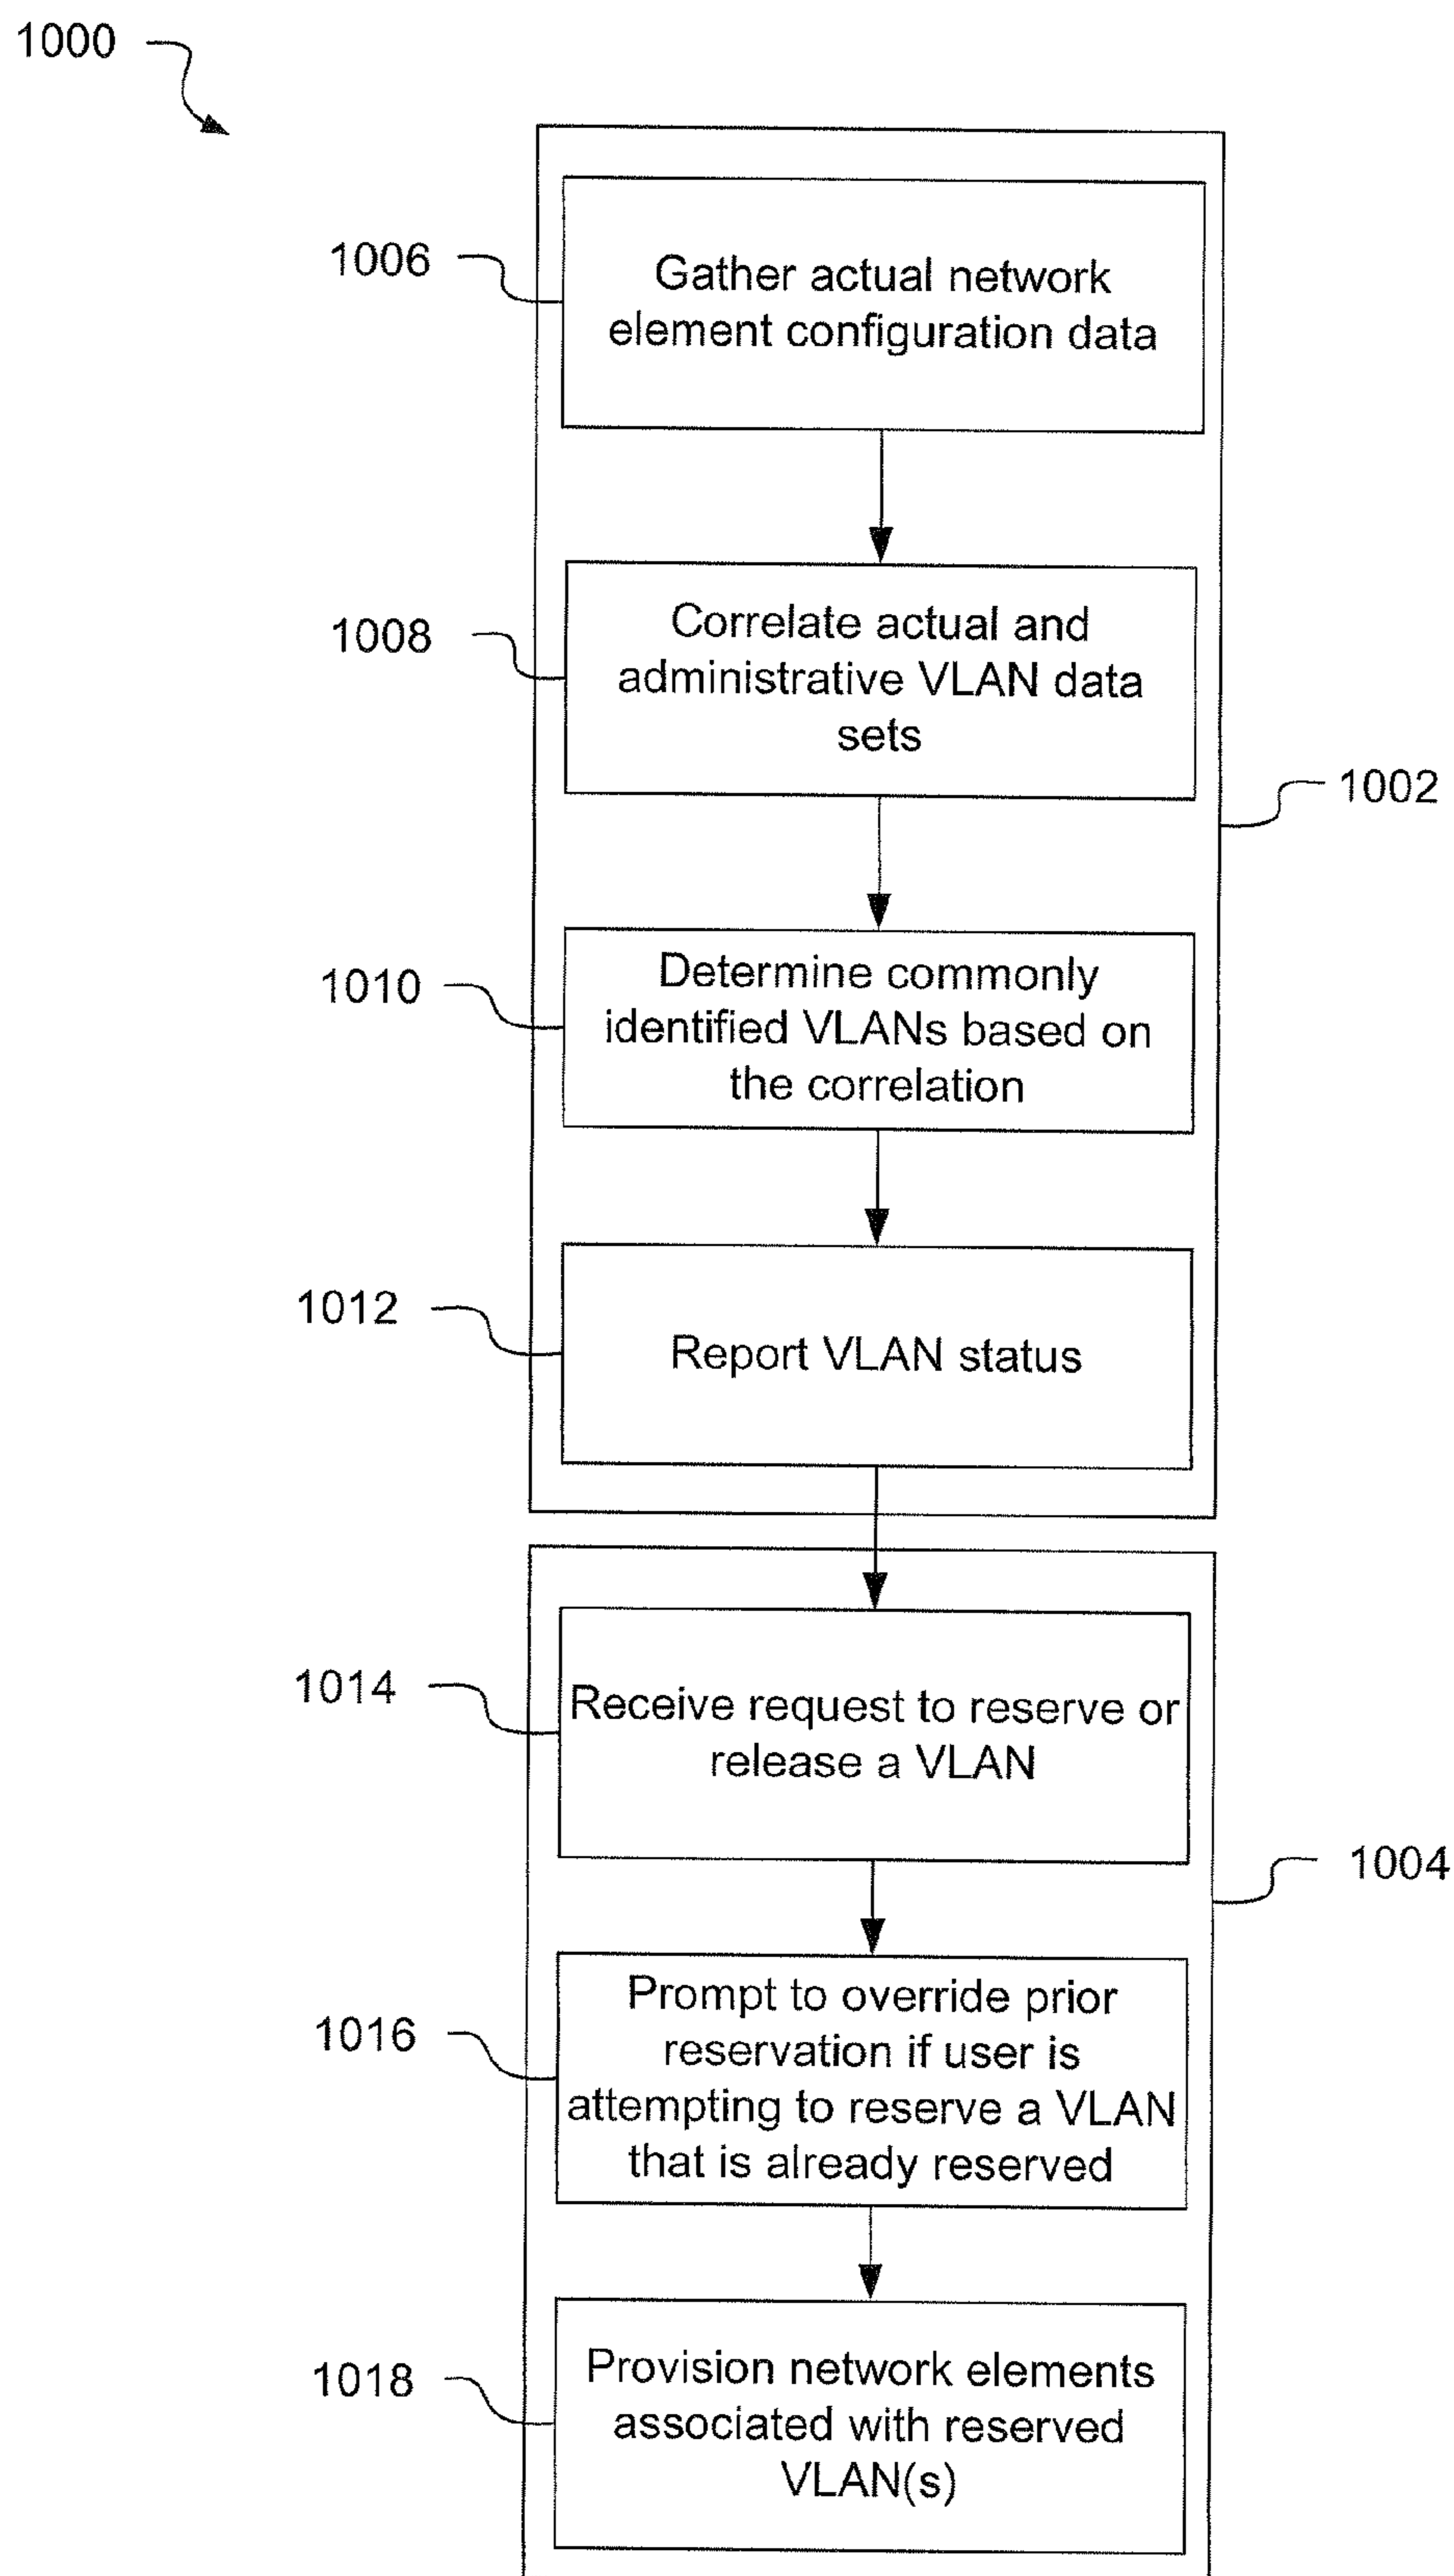 1000
1006
Gather actual network
element configuration data
1008
Correlate actual and
administrative VLAN data
sets
1002
1010
Determine commonly
identified VLANs based on
the correlation
1012
Report VLAN status
1014
Receive request to reserve or
release a VLAN
1004
1016
Prompt to override prior
reservation if user is
attempting to reserve a VLAN
that is already reserved
1018
Provision network elements
associated with reserved
VLAN(s)